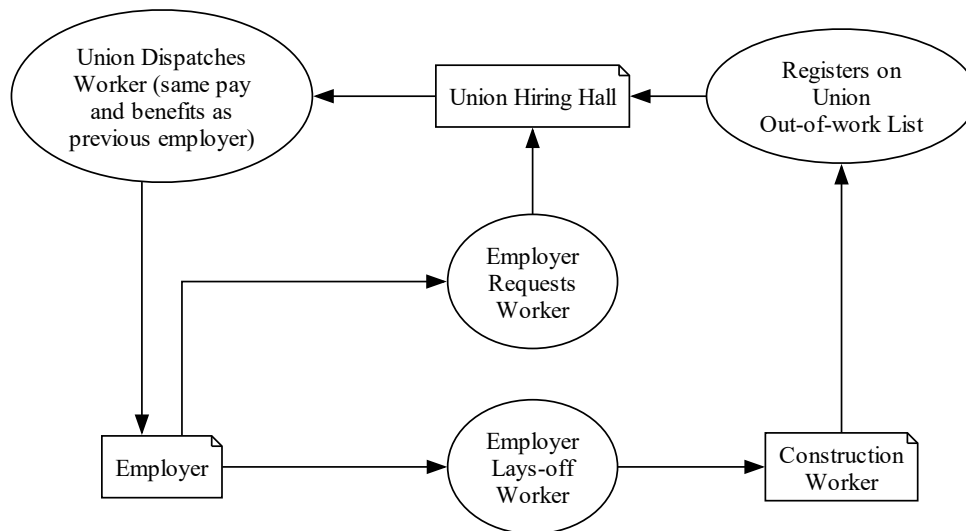 Union Dispatches
Worker (same pay
and benefits as
previous employer)
Union Hiring Hall
Registers on
Union
Out-of-work List
Employer
Requests
Worker
Employer
Employer
Lays-off
Worker
Construction
Worker